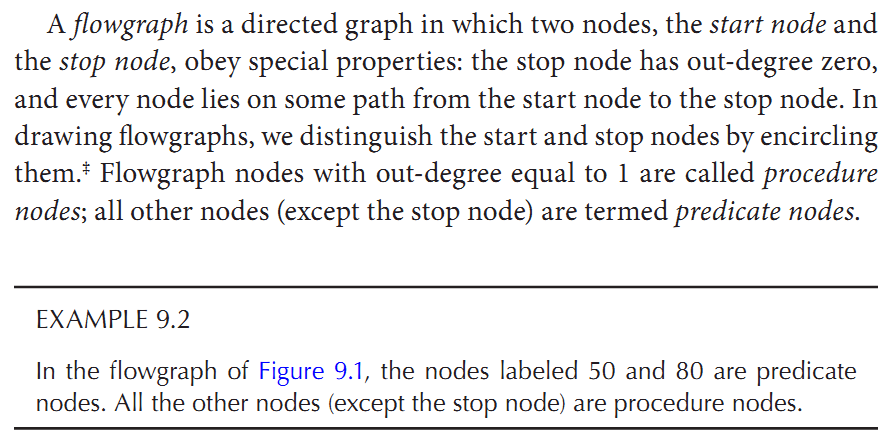 A flowgraph is a directed graph in which two nodes, the start node and
the stop node, obey special properties: the stop node has out-degree zero,
and every node lies on some path from the start node to the stop node. In
drawing flowgraphs, we distinguish the start and stop nodes by encircling
them.‡ Flowgraph nodes with out-degree equal to 1 are called procedure
nodes; all other nodes (except the stop node) are termed predicate nodes.
EXAMPLE 9.2
In the flowgraph of Figure 9.1, the nodes labeled 50 and 80 are predicate
nodes. All the other nodes (except the stop node) are procedure nodes.